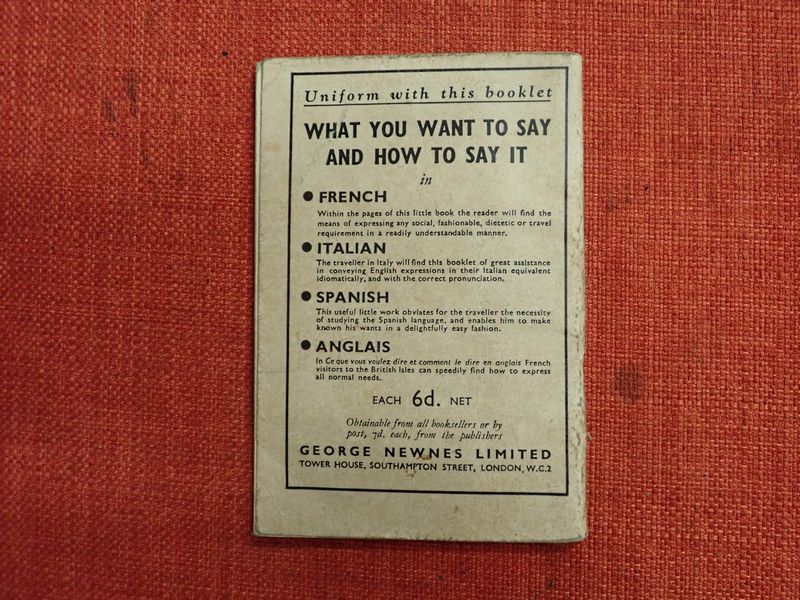 Uniform with this booklet
WHAT YOU WANT TO SAY
AND HOW TO SAY IT
in
● FRENCH
Within the pages of this little book the reader will find the
means of expressing any social, fashionable, dietetic or travel
requirement in a readily understandable manner.
● ITALIAN
The traveller in Italy will find this booklet of great assistance
in conveying English expressions in their Italian equivalent
idiomatically, and with the correct pronunciation.
● SPANISH
This useful little work obviates for the traveller the necessity
of studying the Spanish language, and enables him to make
known his wants in a delightfully easy fashion.
● ANGLAIS
In Ce que vous voulez dire et comment le dire en anglais French
visitors to the British Isles can speedily find how to express
all normal needs.
EACH 6d. NET
Obtainable from all booksellers or by
post, 7d. each, from the publishers
GEORGE NEWNES LIMITED
TOWER HOUSE, SOUTHAMPTON STREET, LONDON, W.C.2